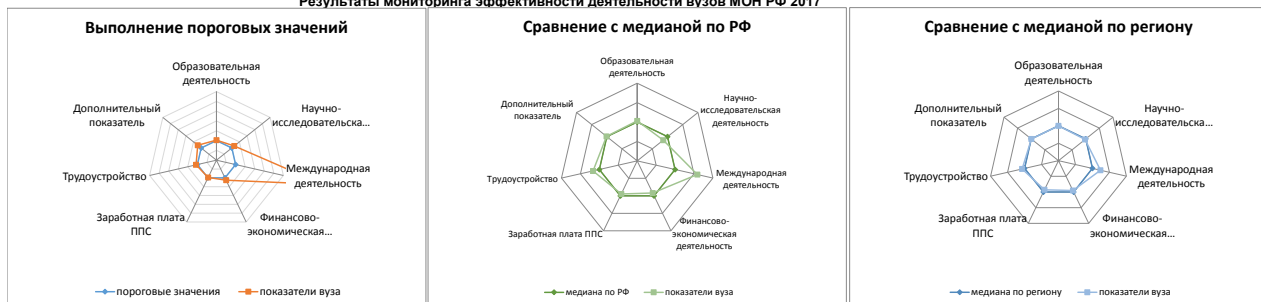 Результаты мониторинга эффективности деятельности вузов МОН РФ 2017
Выполнение пороговых значений
Образовательная
деятельность
Научно-
исследовательска...
Международная
деятельность
Финансово-
экономическая...
Заработная плата
ППС
Трудоустройство
Дополнительный
показатель
пороговые значения
показатели вуза
Сравнение с медианой по РФ
Образовательная
деятельность
Научно-
исследовательская
деятельность
Международная
деятельность
Финансово-
экономическая
деятельность
Заработная плата ППС
Трудоустройство
Дополнительный
показатель
медиана по РФ
показатели вуза
Сравнение с медианой по региону
Образовательная
деятельность
Научно-
исследовательска...
Международная
деятельность
Финансово-
экономическая...
Заработная плата
ППС
Трудоустройство
Дополнительный
показатель
медиана по региону
показатели вуза